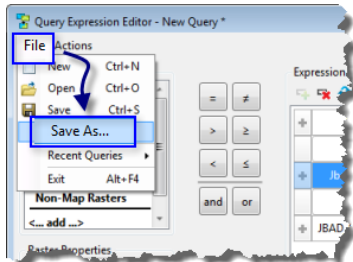 Query Expression Editor - New Query *
File Actions
New Ctrl+N
Open Ctrl+O
Save Ctrl+S
Save As...
Recent Queries
Exit Alt+F4
Non-Map Rasters
<... add ...>
Raster Properties
= ≠
> ≥
< ≤
and or
Expression
Jb
JBAD